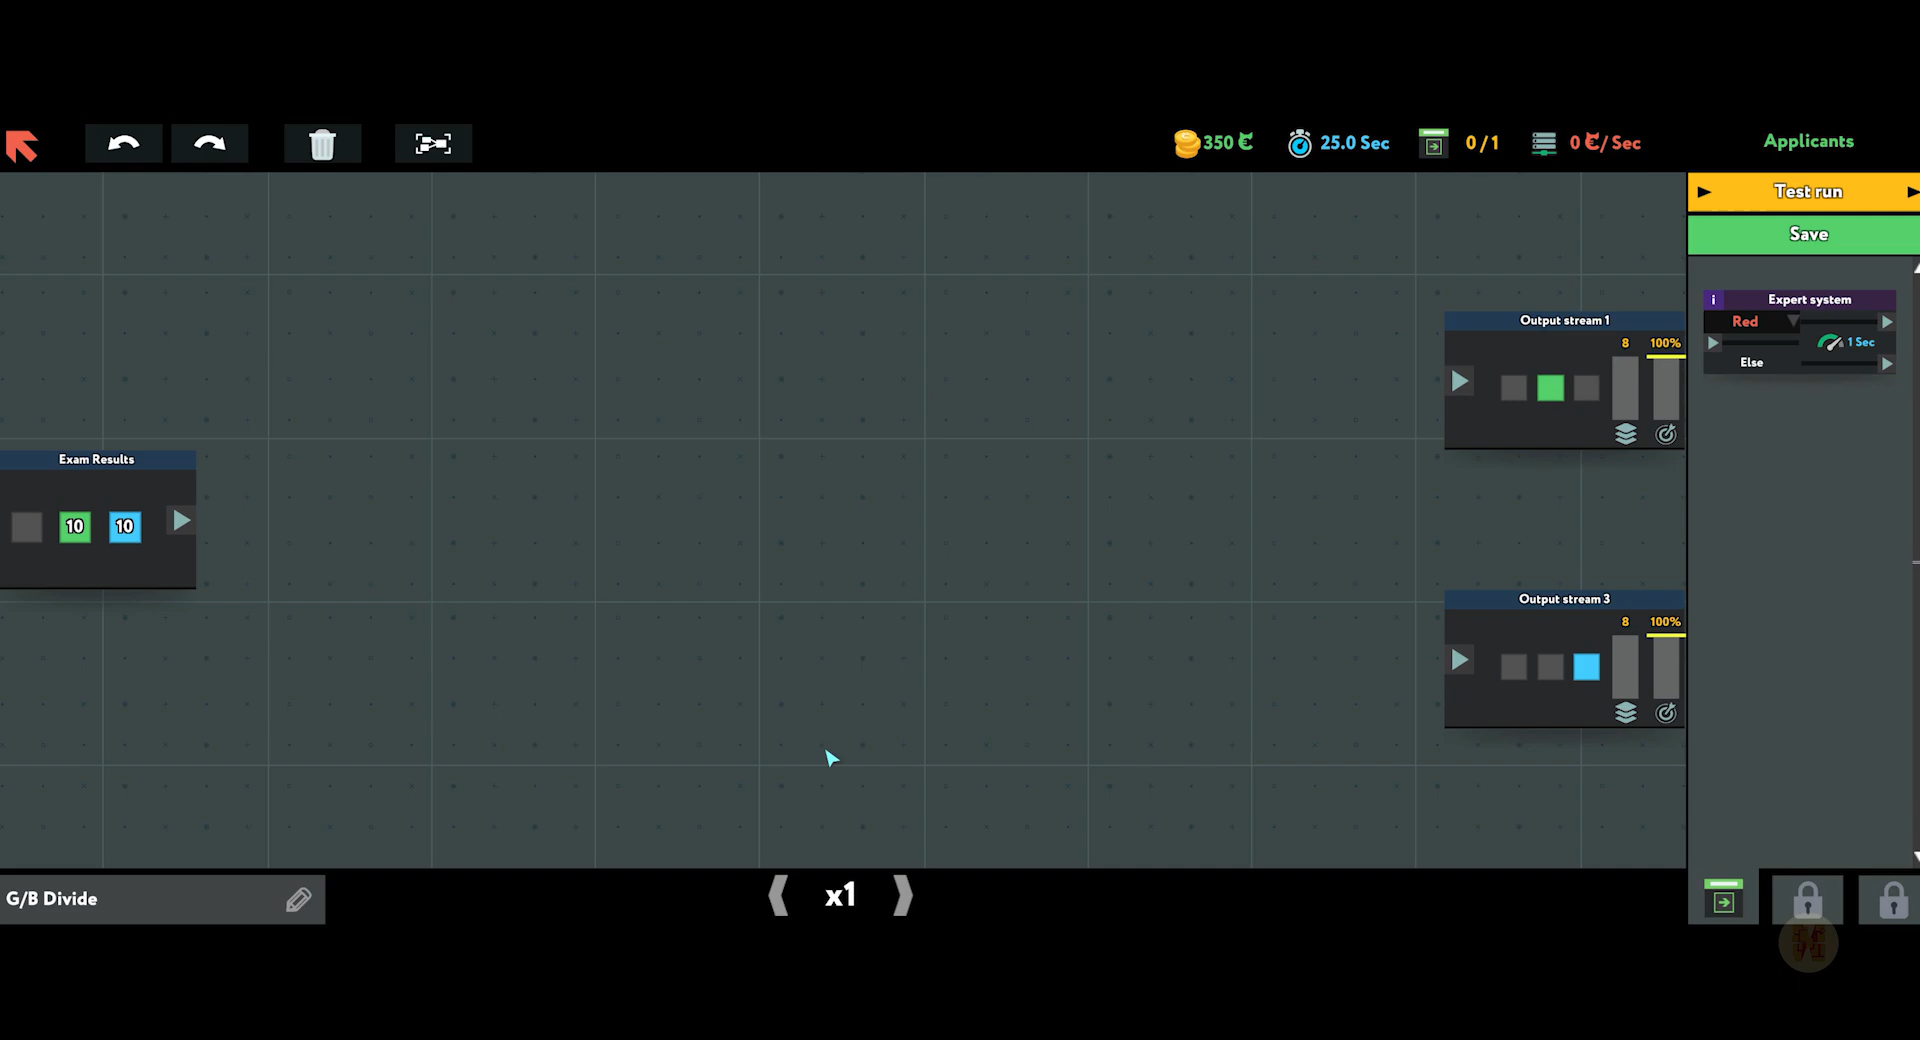 350 25.0 Sec 0/1 0 €/Sec Applicants
Test run
Save
Expert system
Red
1 Sec
Else
Output stream 1
8 100%
Exam Results
10 10
Output stream 3
8 100%
G/B Divide
x1